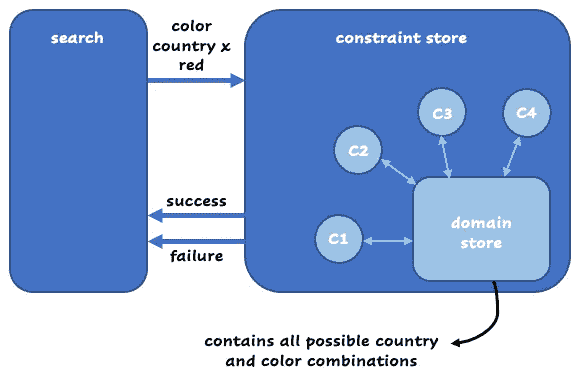 search
color
country x
red
constraint store
C3
C4
C2
success
domain
store
C1
failure
contains all possible country
and color combinations